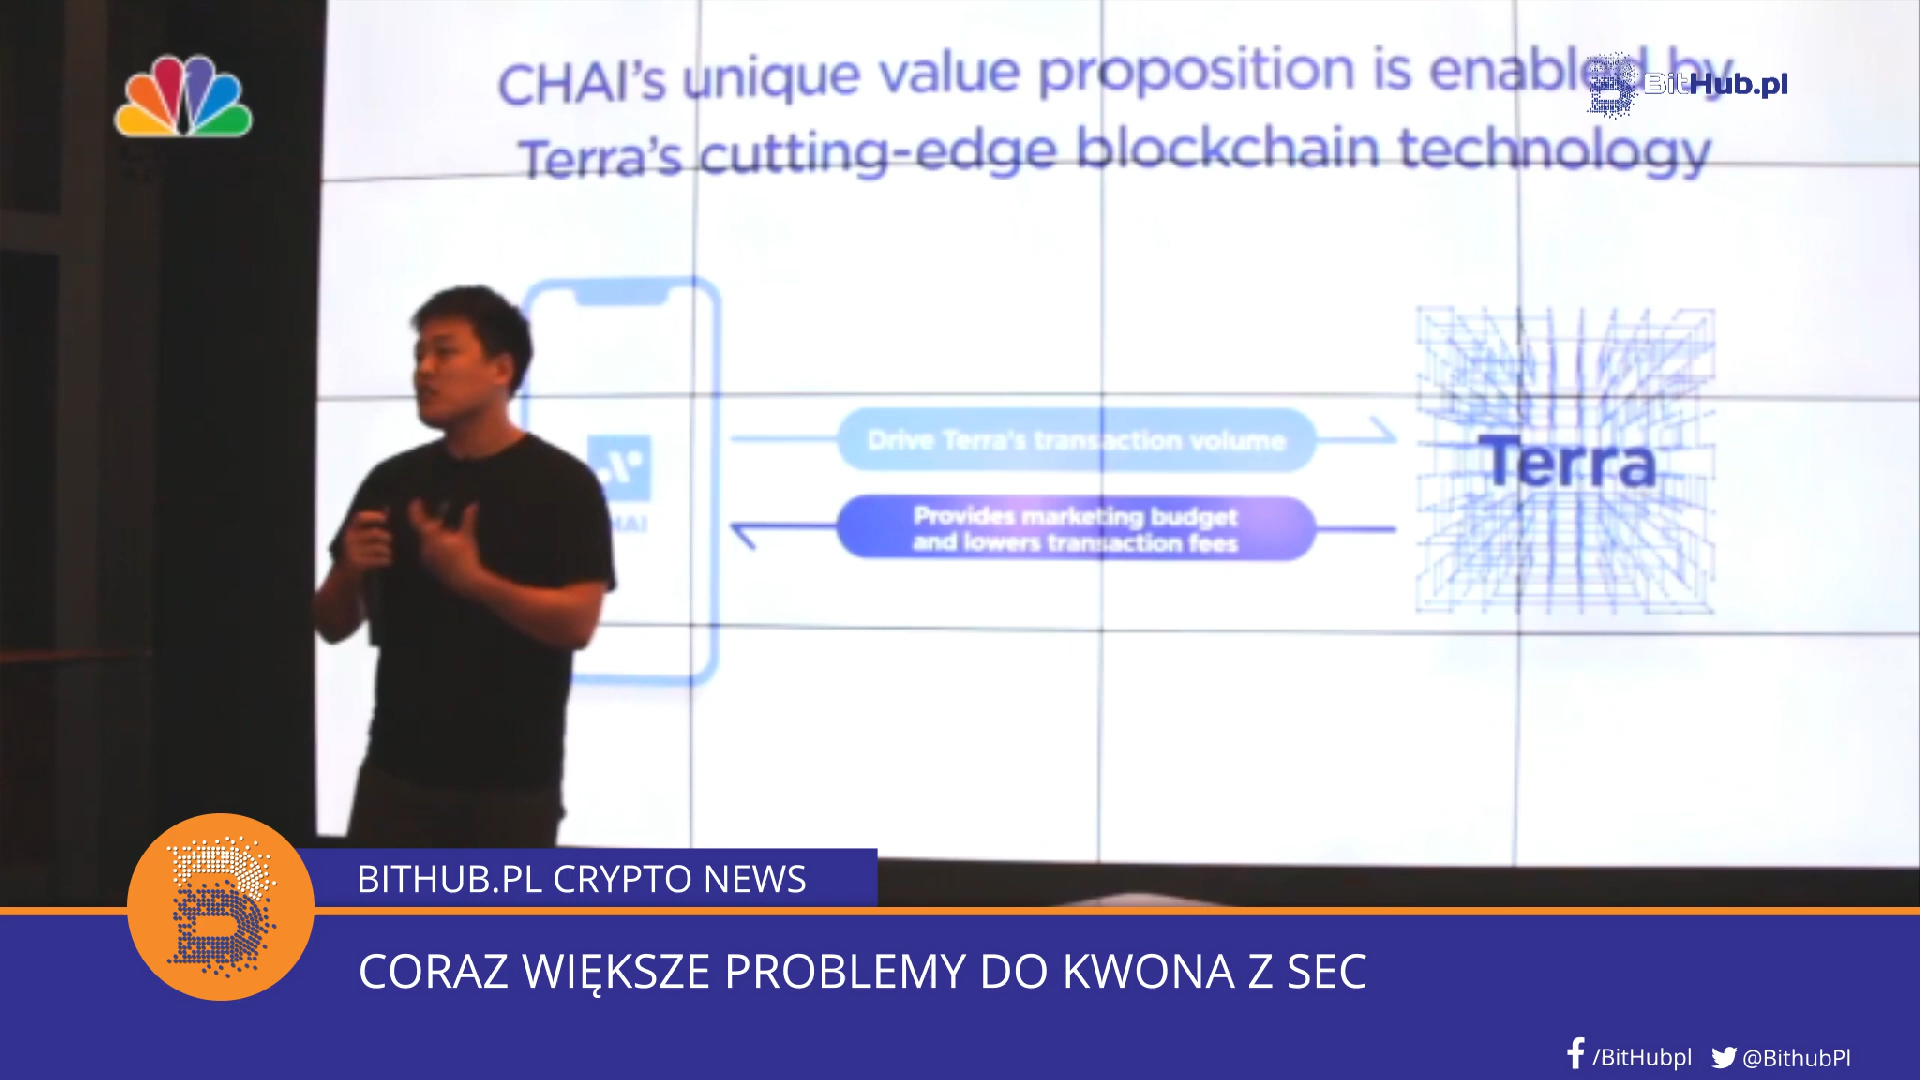 CHAI's unique value proposition is enabled by
BitHub.pl
Terra's cutting-edge blockchain technology
Drive Terra's transaction volume
Terra
Provides marketing budget
and lowers transaction fees
HAI
BITHUB.PL CRYPTO NEWS
CORAZ WIĘKSZE PROBLEMY DO KWONA Z SEC
/BitHubpl @BithubPl